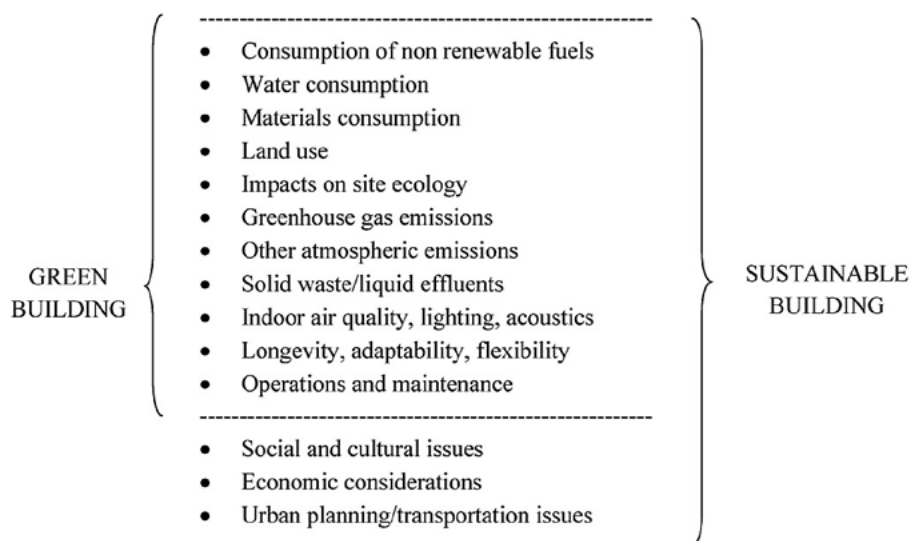 GREEN
BUILDING
• Consumption of non renewable fuels
• Water consumption
• Materials consumption
• Land use
• Impacts on site ecology
• Greenhouse gas emissions
• Other atmospheric emissions
• Solid waste/liquid effluents
• Indoor air quality, lighting, acoustics
• Longevity, adaptability, flexibility
• Operations and maintenance
• Social and cultural issues
• Economic considerations
• Urban planning/transportation issues
SUSTAINABLE
BUILDING